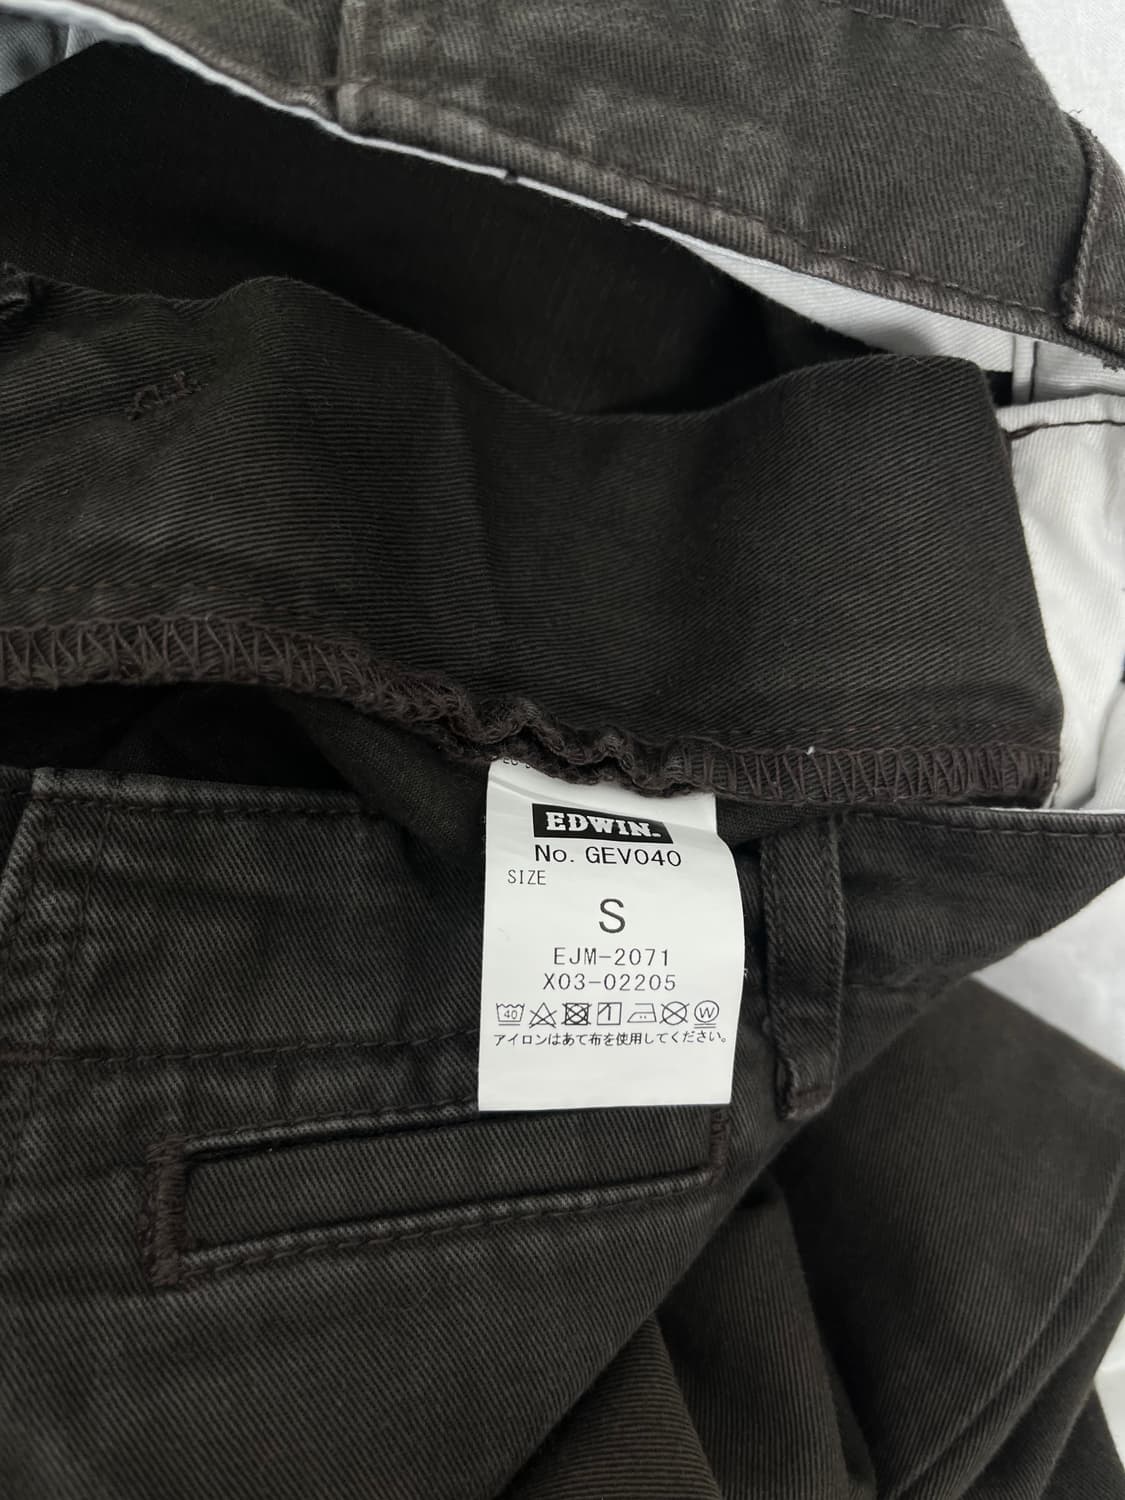 EDWIN.
No. GEV040
SIZE
S
EJM-2071
X03-02205
40 W
アイロンはあて布を使用してください。